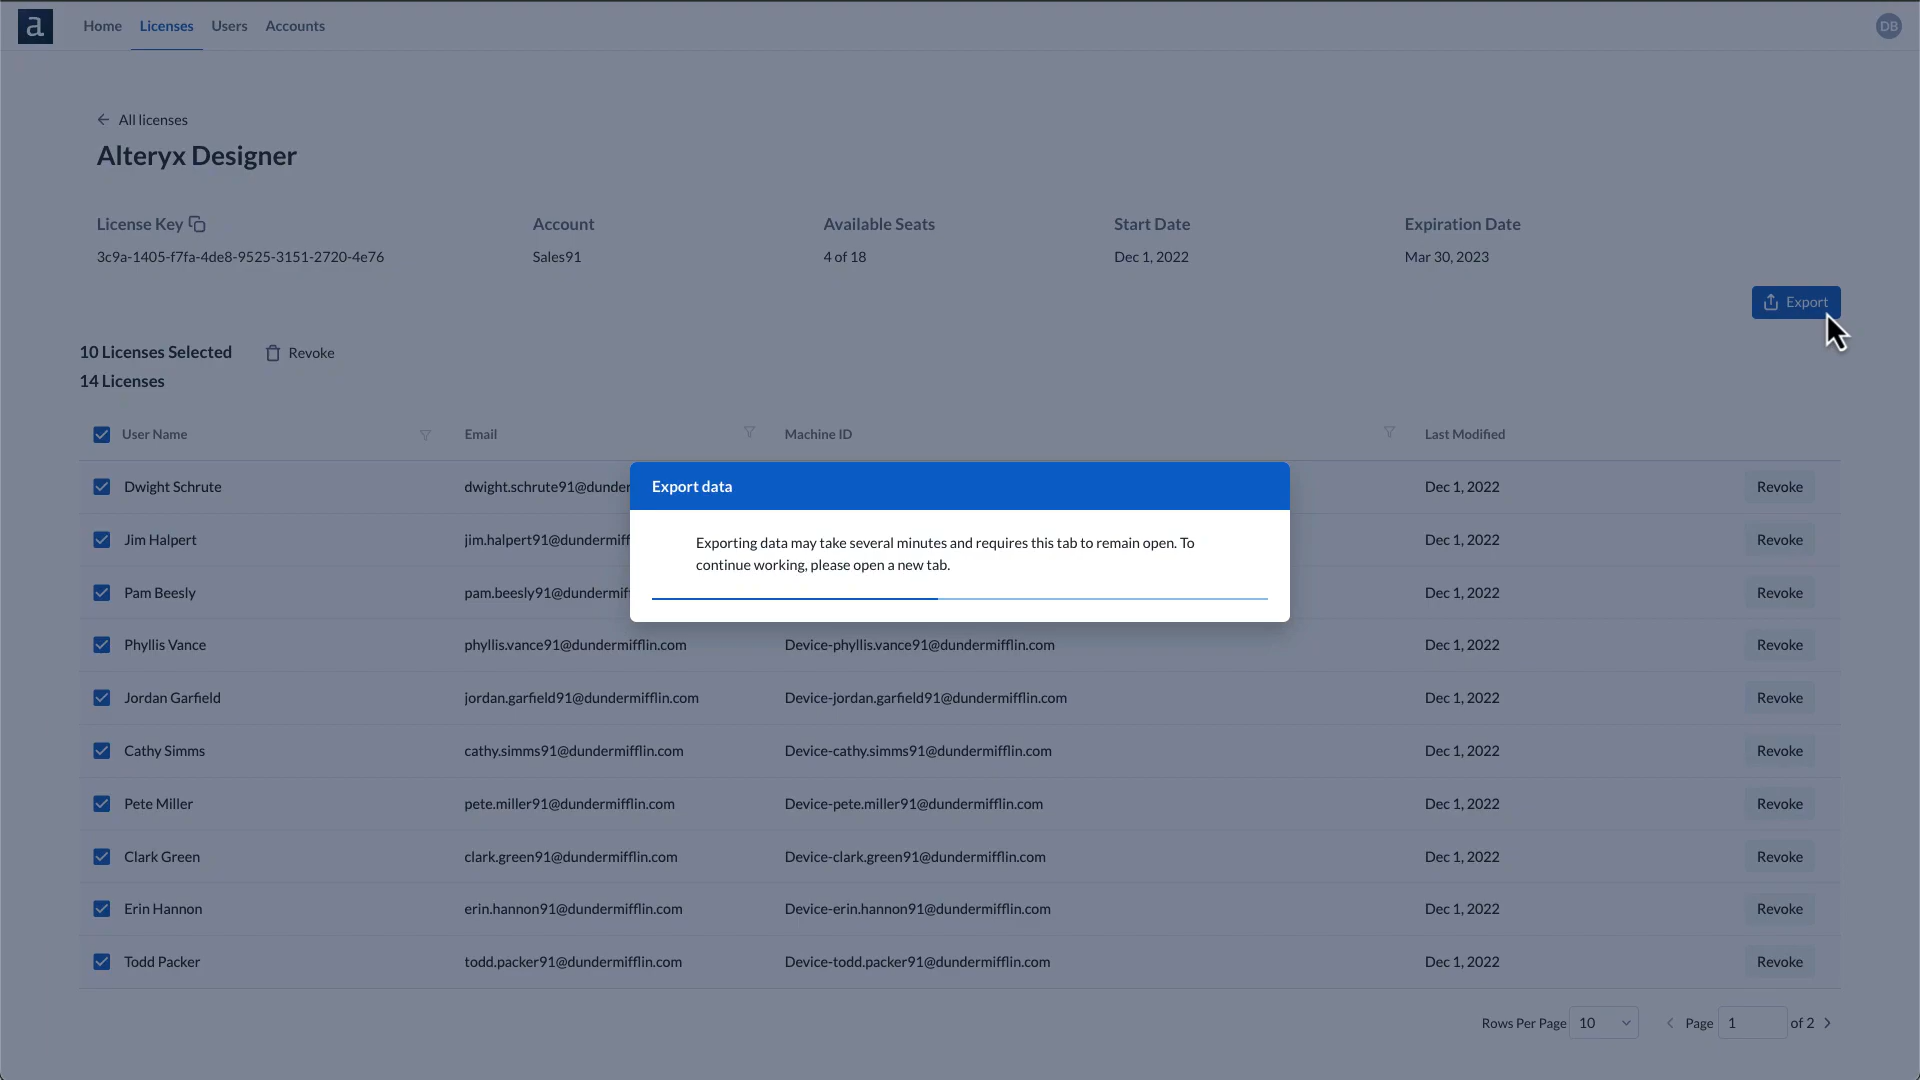 a Home Licenses Users Accounts DB
All licenses
Alteryx Designer
License Key Account Available Seats Start Date Expiration Date
3c9a-1405-f7fa-4de8-9525-3151-2720-4e76 Sales91 4 of 18 Dec 1, 2022 Mar 30, 2023
Export
10 Licenses Selected Revoke
14 Licenses
User Name Email Machine ID Last Modified
Dwight Schrute dwight.schrute91@dunder Dec 1, 2022 Revoke
Jim Halpert jim.halpert91@dundermiff Dec 1, 2022 Revoke
Pam Beesly pam.beesly91@dundermif Dec 1, 2022 Revoke
Export data
Exporting data may take several minutes and requires this tab to remain open. To
continue working, please open a new tab.
Phyllis Vance phyllis.vance91@dundermifflin.com Device-phyllis.vance91@dundermifflin.com Dec 1, 2022 Revoke
Jordan Garfield jordan.garfield91@dundermifflin.com Device-jordan.garfield91@dundermifflin.com Dec 1, 2022 Revoke
Cathy Simms cathy.simms91@dundermifflin.com Device-cathy.simms91@dundermifflin.com Dec 1, 2022 Revoke
Pete Miller pete.miller91@dundermifflin.com Device-pete.miller91@dundermifflin.com Dec 1, 2022 Revoke
Clark Green clark.green91@dundermifflin.com Device-clark.green91@dundermifflin.com Dec 1, 2022 Revoke
Erin Hannon erin.hannon91@dundermifflin.com Device-erin.hannon91@dundermifflin.com Dec 1, 2022 Revoke
Todd Packer todd.packer91@dundermifflin.com Device-todd.packer91@dundermifflin.com Dec 1, 2022 Revoke
Rows Per Page 10 Page 1 of 2